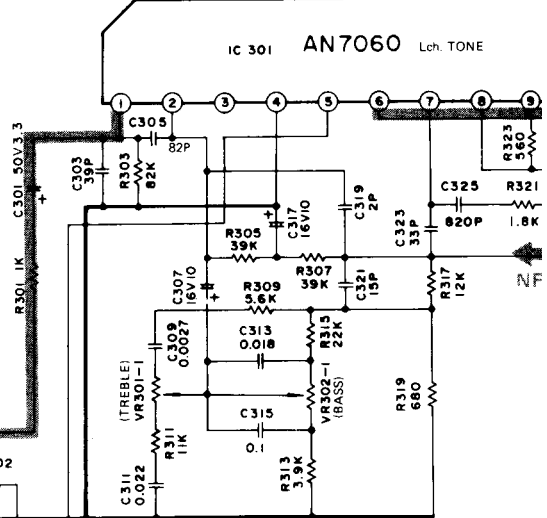 IC 301 AN7060 Lch. TONE
1 2 3 4 5 6 7 8 9
C305
82P
C301 50V3.3
+
C303
39P
R303
82K
R323
560
C319
2P
C325
820P
R321
1.8K
C317
16V10
+
C323
33P
R305
39K
R307
39K
C307
16V10
+
C321
15P
R317
12K
NF
R301 1K
R309
5.6K
C309
0.0027
C313
0.018
R315
22K
(TREBLE)
VR301-1
VR302-1
(BASS)
R319
680
C315
0.1
R311
11K
R313
3.9K
C311
0.022
02